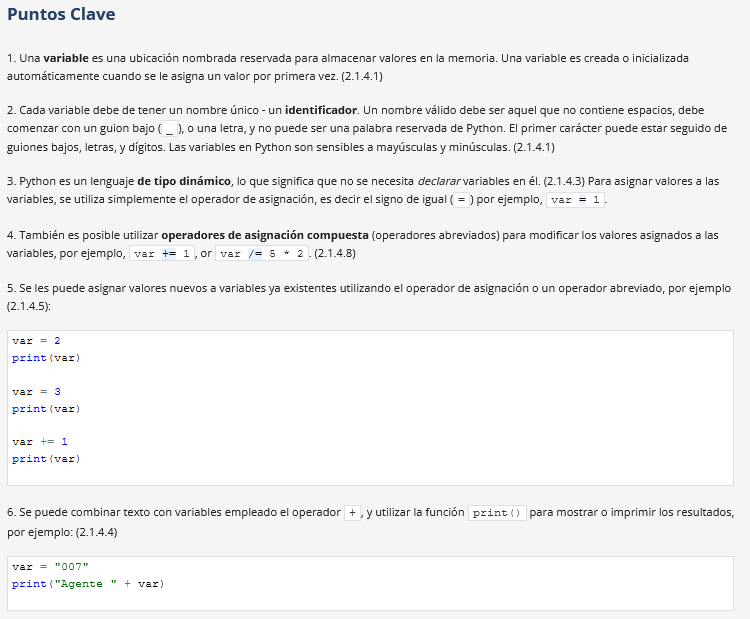 Puntos Clave
1. Una variable es una ubicación nombrada reservada para almacenar valores en la memoria. Una variable es creada o inicializada
automáticamente cuando se le asigna un valor por primera vez. (2.1.4.1)
2. Cada variable debe de tener un nombre único - un identificador. Un nombre válido debe ser aquel que no contiene espacios, debe
comenzar con un guion bajo ( _ ), o una letra, y no puede ser una palabra reservada de Python. El primer carácter puede estar seguido de
guiones bajos, letras, y dígitos. Las variables en Python son sensibles a mayúsculas y minúsculas. (2.1.4.1)
3. Python es un lenguaje de tipo dinámico, lo que significa que no se necesita declarar variables en él. (2.1.4.3) Para asignar valores a las
variables, se utiliza simplemente el operador de asignación, es decir el signo de igual ( = ) por ejemplo, var = 1 .
4. También es posible utilizar operadores de asignación compuesta (operadores abreviados) para modificar los valores asignados a las
variables, por ejemplo, var += 1 , or var /= 5 * 2 . (2.1.4.8)
5. Se les puede asignar valores nuevos a variables ya existentes utilizando el operador de asignación o un operador abreviado, por ejemplo
(2.1.4.5):
var = 2
print(var)
var = 3
print(var)
var += 1
print(var)
6. Se puede combinar texto con variables empleado el operador + , y utilizar la función print() para mostrar o imprimir los resultados,
por ejemplo: (2.1.4.4)
var = "007"
print("Agente " + var)